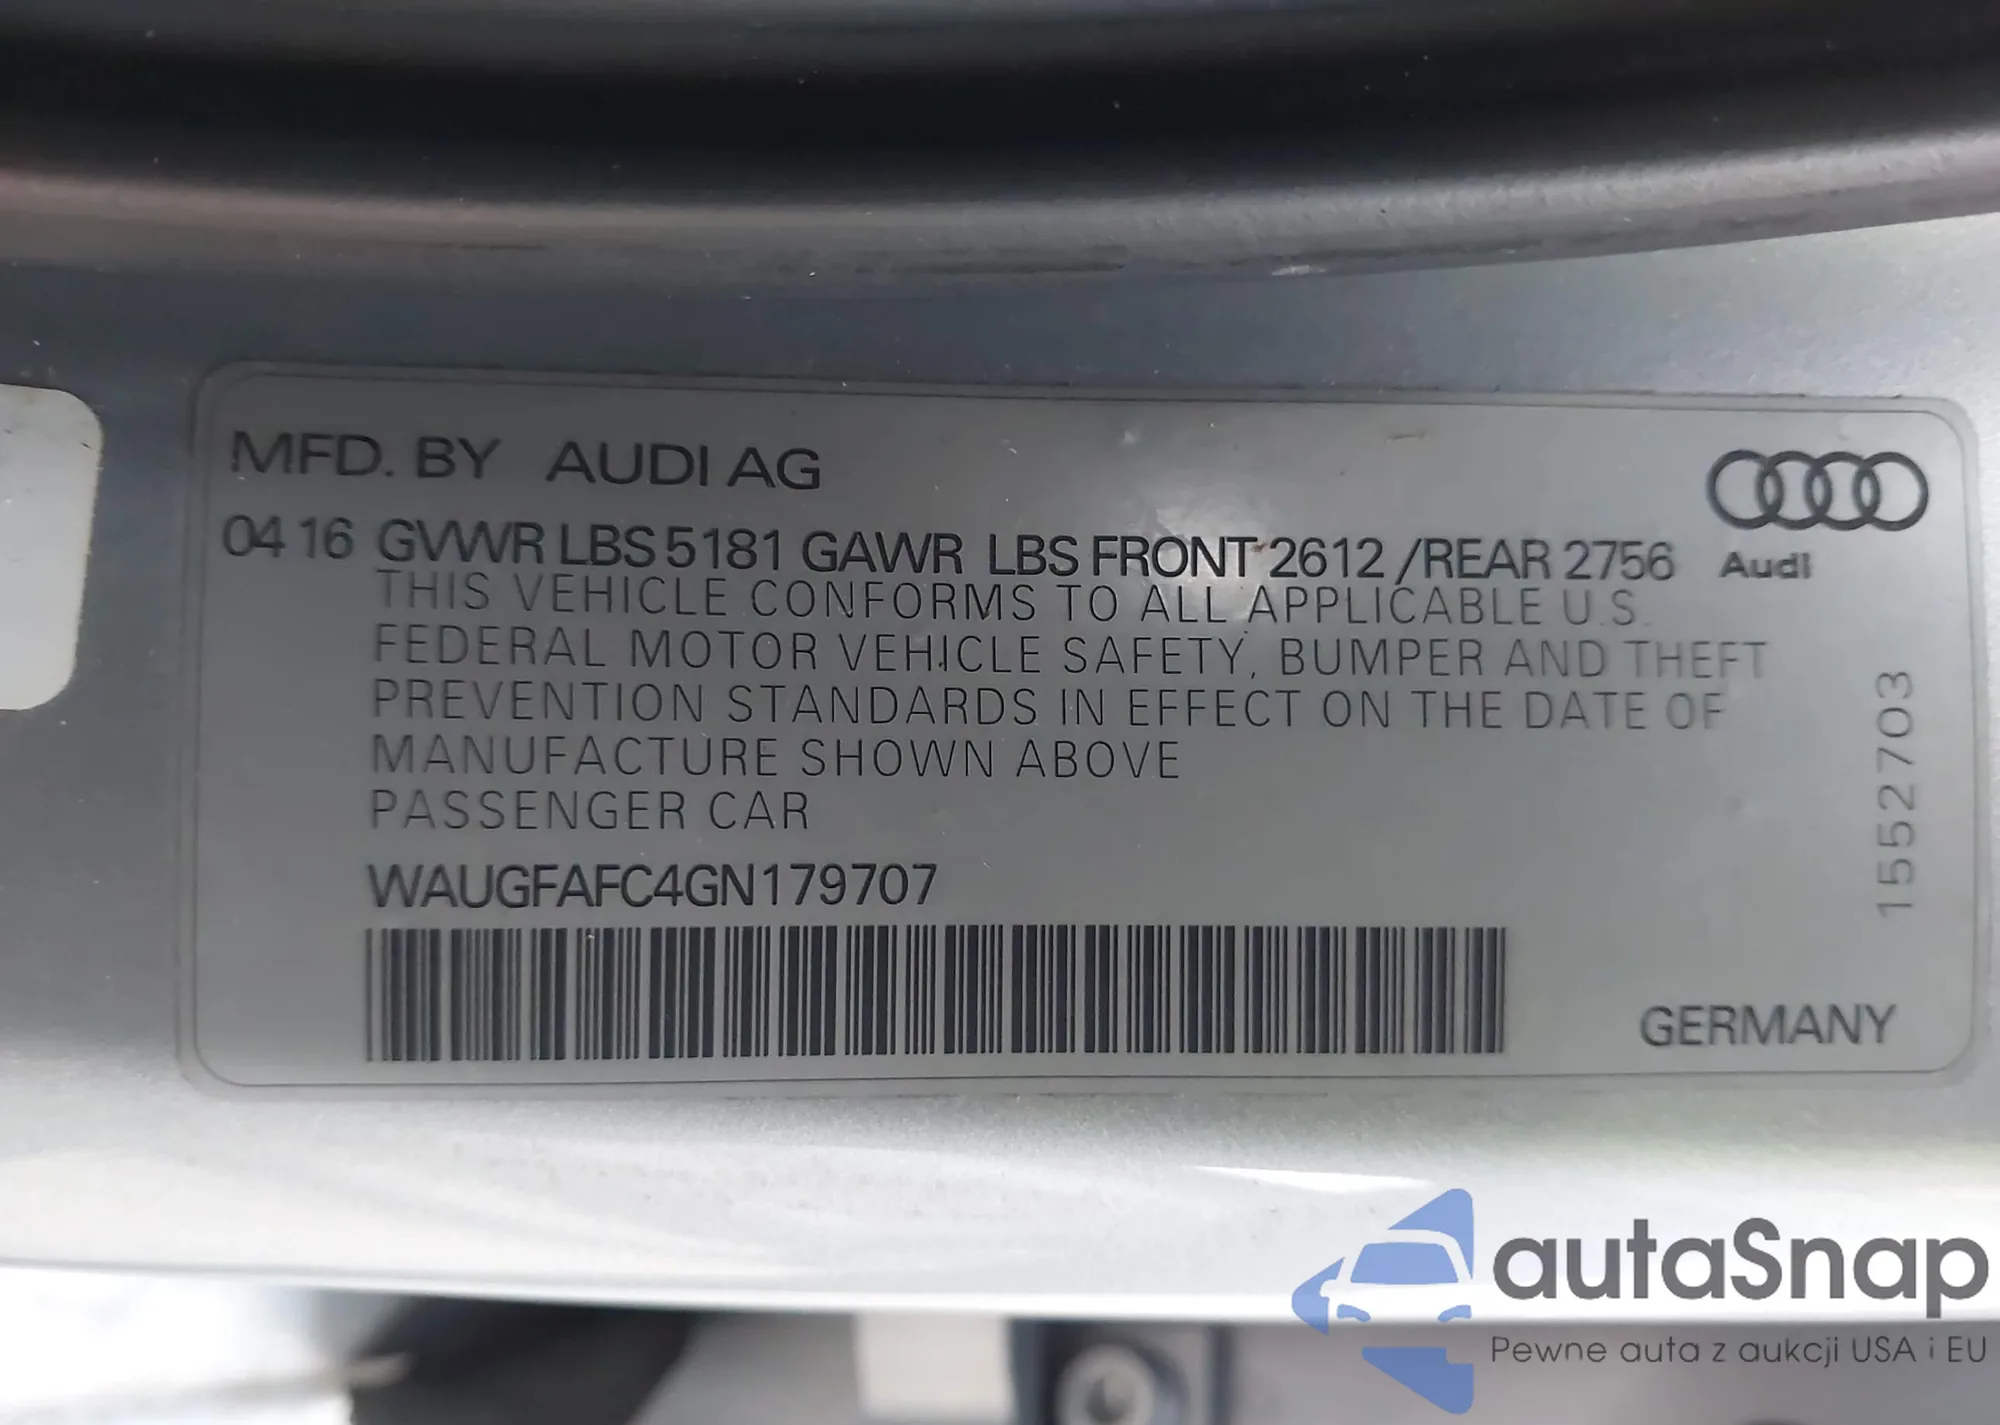 MFD. BY AUDI AG
04 16 GVWR LBS 5181 GAWR LBS FRONT 2612 /REAR 2756
Audi
THIS VEHICLE CONFORMS TO ALL APPLICABLE U.S.
FEDERAL MOTOR VEHICLE SAFETY, BUMPER AND THEFT
PREVENTION STANDARDS IN EFFECT ON THE DATE OF
MANUFACTURE SHOWN ABOVE
PASSENGER CAR
WAUGFAFC4GN179707
1552703
GERMANY
autaSnap
Pewne auta z aukcji USA i EU